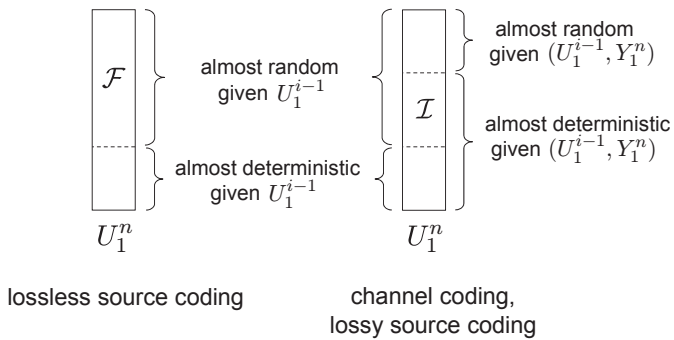 ℱ
almost random
given $U_1^{i-1}$
almost deterministic
given $U_1^{i-1}$
$U_1^n$
lossless source coding
almost random
given $(U_1^{i-1}, Y_1^n)$
ℐ
almost deterministic
given $(U_1^{i-1}, Y_1^n)$
$U_1^n$
channel coding,
lossy source coding